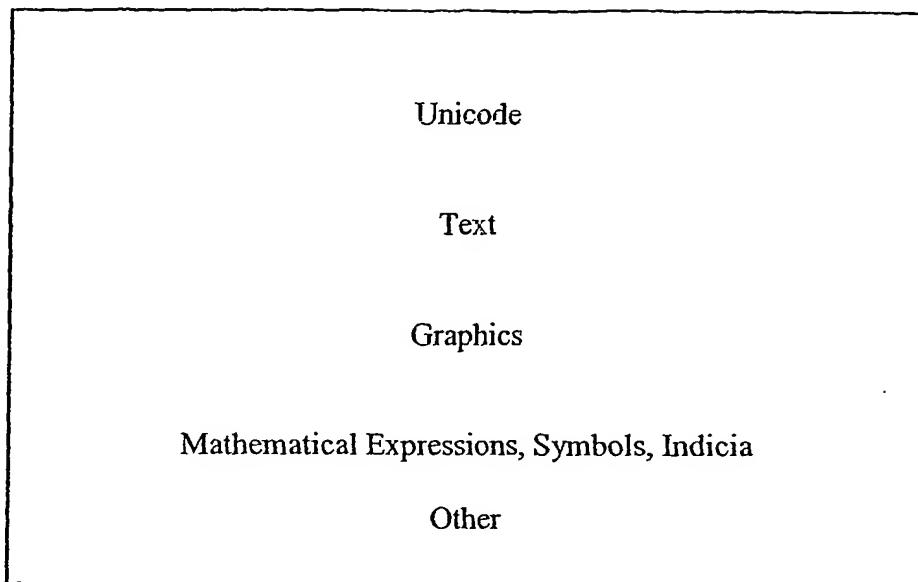 Unicode
Text
Graphics
Mathematical Expressions, Symbols, Indicia
Other